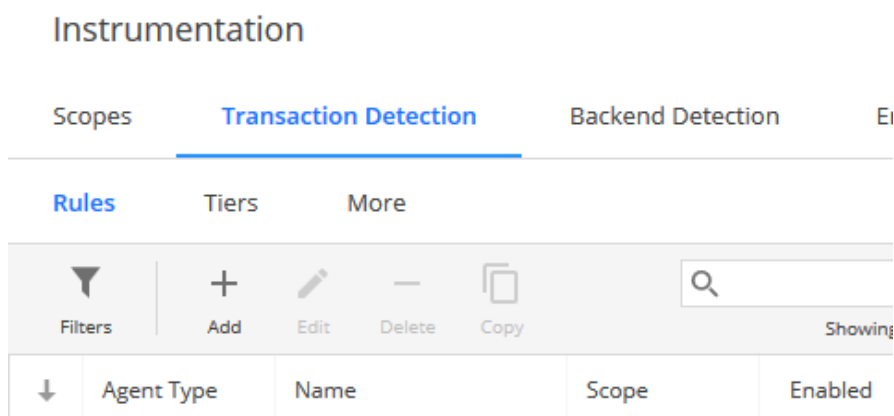 Instrumentation
Scopes Transaction Detection Backend Detection
Rules Tiers More
Filters Add Edit Delete Copy Showing
Agent Type Name Scope Enabled